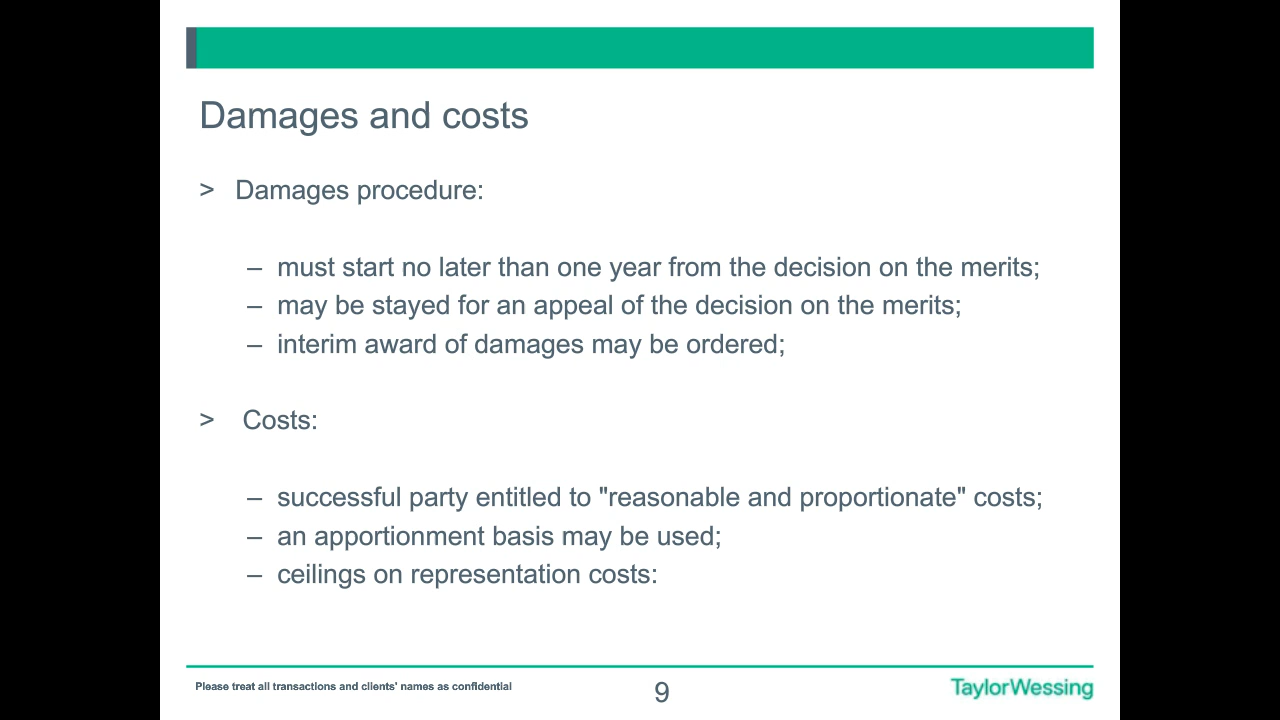 Damages and costs
> Damages procedure:
– must start no later than one year from the decision on the merits;
– may be stayed for an appeal of the decision on the merits;
– interim award of damages may be ordered;
> Costs:
– successful party entitled to "reasonable and proportionate" costs;
– an apportionment basis may be used;
– ceilings on representation costs:
Please treat all transactions and clients' names as confidential
9
TaylorWessing